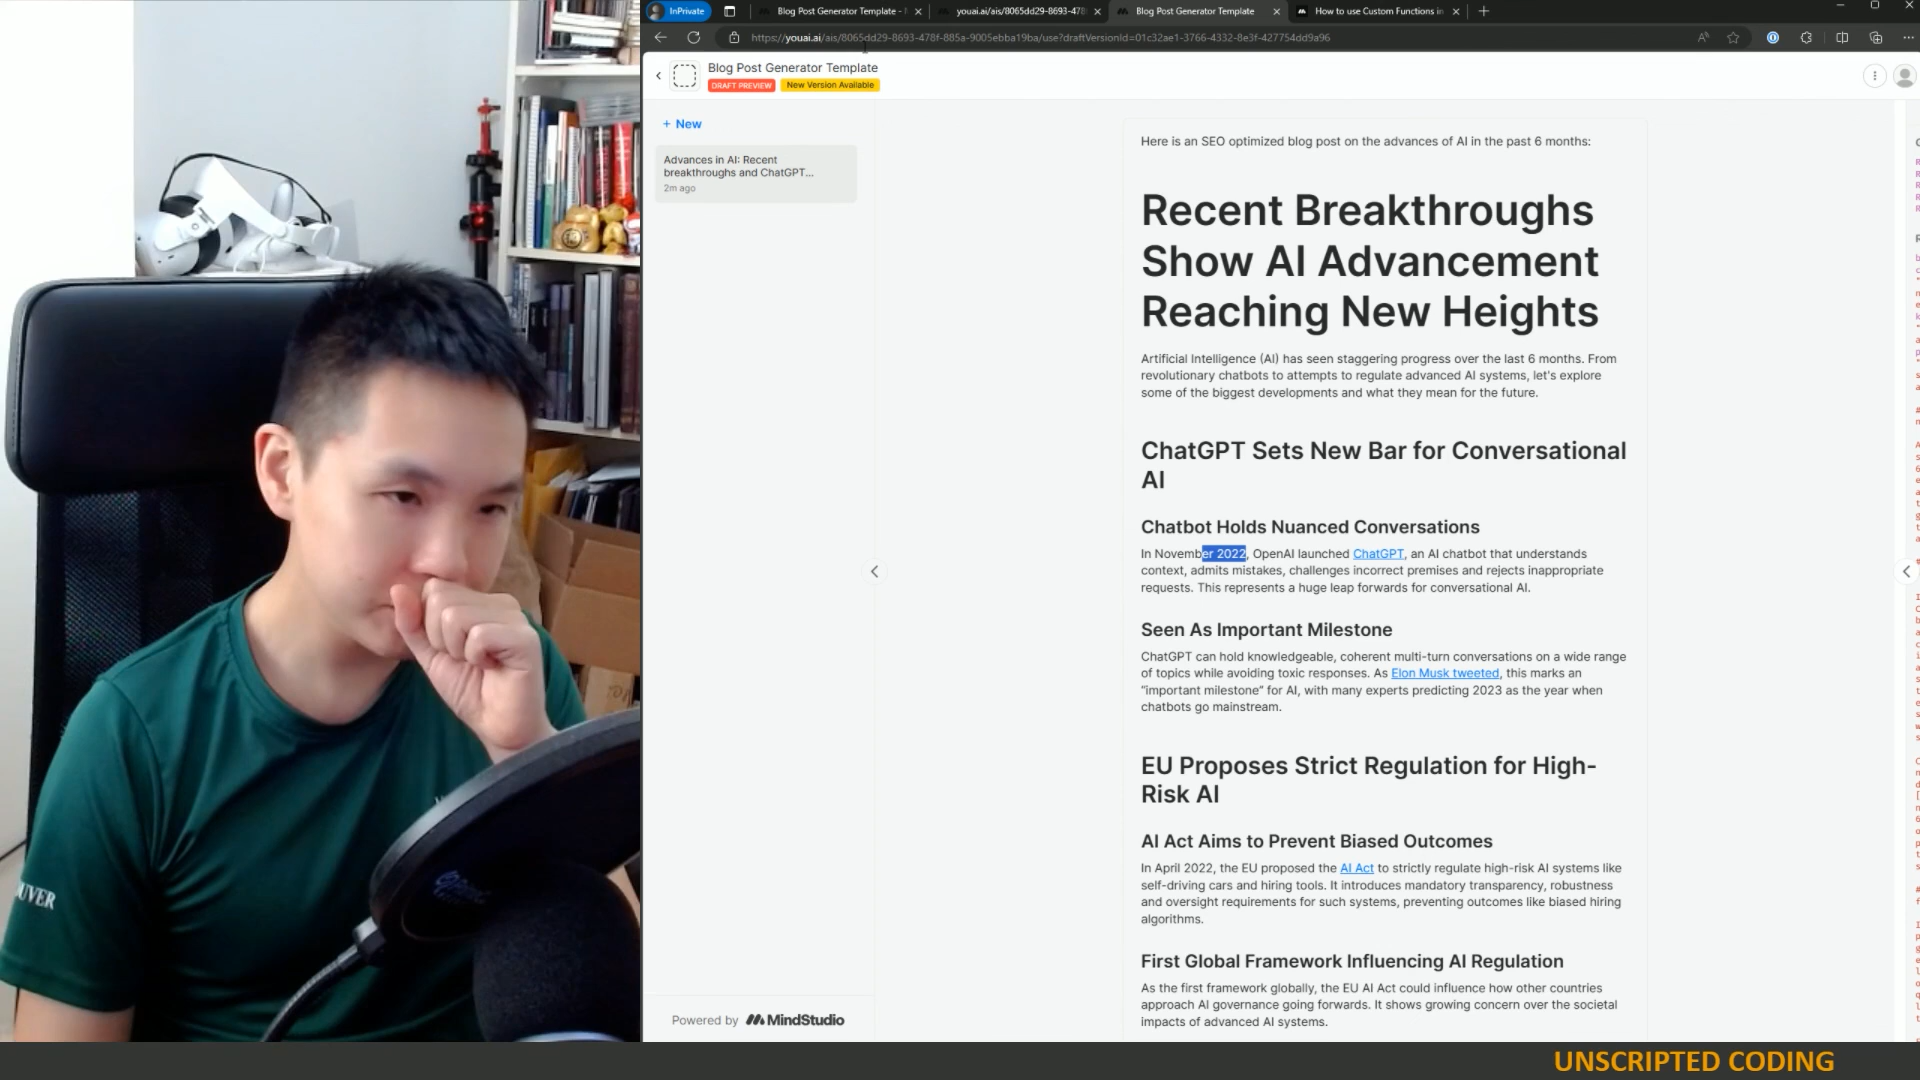 InPrivate
Blog Post Generator Template -
youai.ai/ais/8065dd29-8693-478
Blog Post Generator Template
How to use Custom Functions in
https://youai.ai/ais/8065dd29-8693-478f-885a-9005ebba19ba/use?draftVersionId=01c32ae1-3766-4332-8e3f-427754dd9a96
Blog Post Generator Template
DRAFT PREVIEW
New Version Available
+ New
Advances in AI: Recent
breakthroughs and ChatGPT...
2m ago
Here is an SEO optimized blog post on the advances of AI in the past 6 months:
Recent Breakthroughs
Show AI Advancement
Reaching New Heights
Artificial Intelligence (AI) has seen staggering progress over the last 6 months. From
revolutionary chatbots to attempts to regulate advanced AI systems, let's explore
some of the biggest developments and what they mean for the future.
ChatGPT Sets New Bar for Conversational
AI
Chatbot Holds Nuanced Conversations
In November 2022, OpenAI launched ChatGPT, an AI chatbot that understands
context, admits mistakes, challenges incorrect premises and rejects inappropriate
requests. This represents a huge leap forwards for conversational AI.
Seen As Important Milestone
ChatGPT can hold knowledgeable, coherent multi-turn conversations on a wide range
of topics while avoiding toxic responses. As Elon Musk tweeted, this marks an
"important milestone" for AI, with many experts predicting 2023 as the year when
chatbots go mainstream.
EU Proposes Strict Regulation for High-
Risk AI
AI Act Aims to Prevent Biased Outcomes
In April 2022, the EU proposed the AI Act to strictly regulate high-risk AI systems like
self-driving cars and hiring tools. It introduces mandatory transparency, robustness
and oversight requirements for such systems, preventing outcomes like biased hiring
algorithms.
First Global Framework Influencing AI Regulation
As the first framework globally, the EU AI Act could influence how other countries
approach AI governance going forwards. It shows growing concern over the societal
impacts of advanced AI systems.
Powered by MindStudio
UVER
UNSCRIPTED CODING